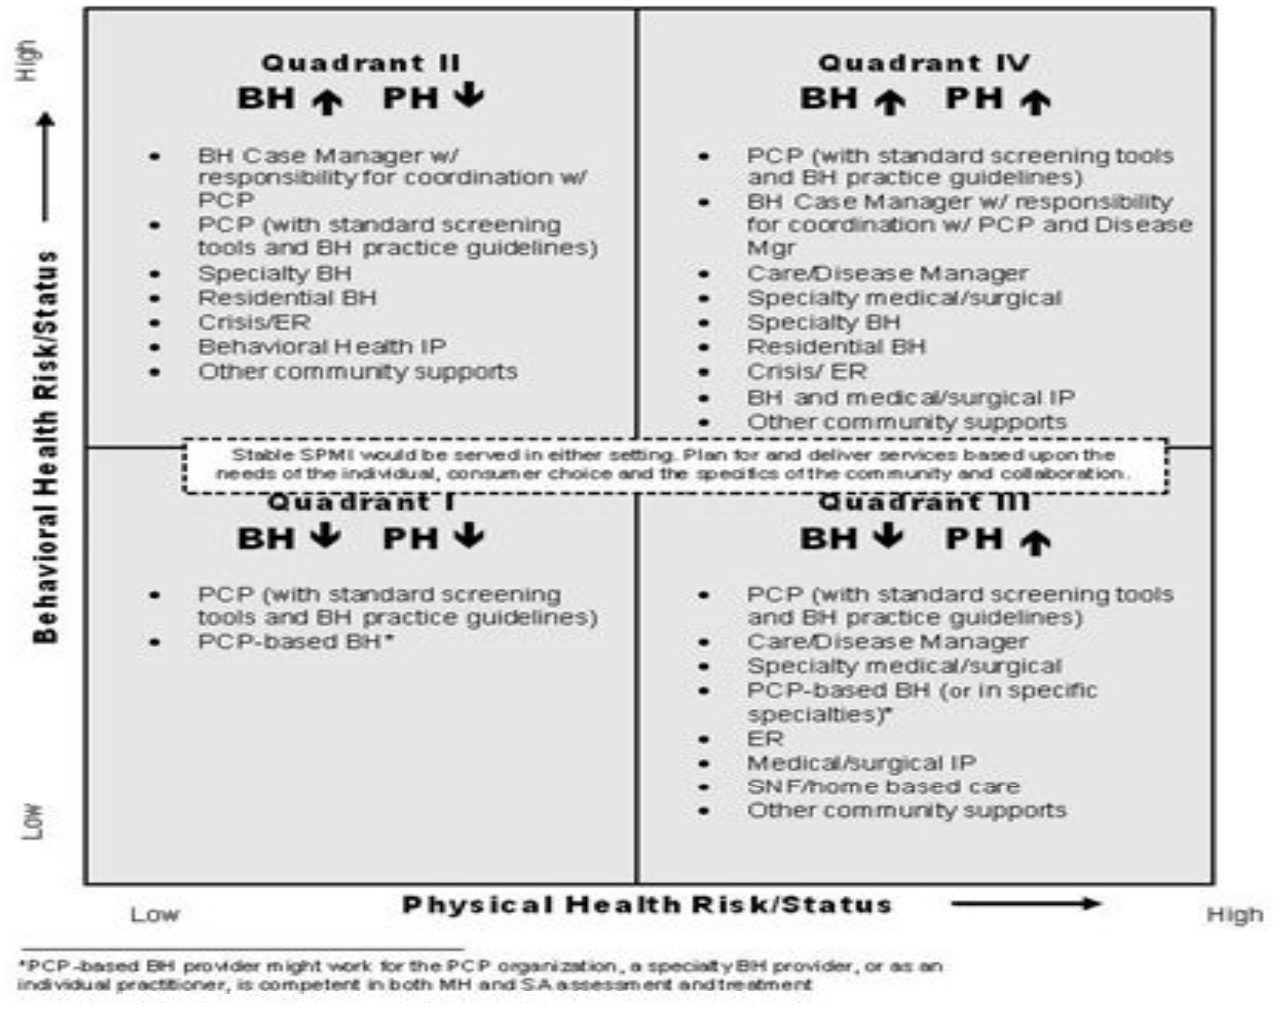 High
Behavioral Health Risk/Status
Low
Quadrant II
BH PH
• BH Case Manager w/
responsibility for coordination w/
PCP
• PCP (with standard screening
tools and BH practice guidelines)
• Specialty BH
• Residential BH
• Crisis/ER
• Behavioral Health IP
• Other community supports
Quadrant IV
BH PH
• PCP (with standard screening tools
and BH practice guidelines)
• BH Case Manager w/ responsibility
for coordination w/ PCP and Disease
Mgr
• Care/Disease Manager
• Specialty medical/surgical
• Specialty BH
• Residential BH
• Crisis/ ER
• BH and medical/surgical IP
• Other community supports
Stable SPMI would be served in either setting. Plan for and deliver services based upon the
needs of the individual, consumer choice and the specifics of the community and collaboration.
Quadrant I
BH PH
• PCP (with standard screening
tools and BH practice guidelines)
• PCP-based BH*
Quadrant III
BH PH
• PCP (with standard screening tools
and BH practice guidelines)
• Care/Disease Manager
• Specialty medical/surgical
• PCP-based BH (or in specific
specialties)*
• ER
• Medical/surgical IP
• SNF/home based care
• Other community supports
Low
Physical Health Risk/Status
High
*PCP-based BH provider might work for the PCP organization, a specialty BH provider, or as an
individual practitioner, is competent in both MH and SA assessment and treatment